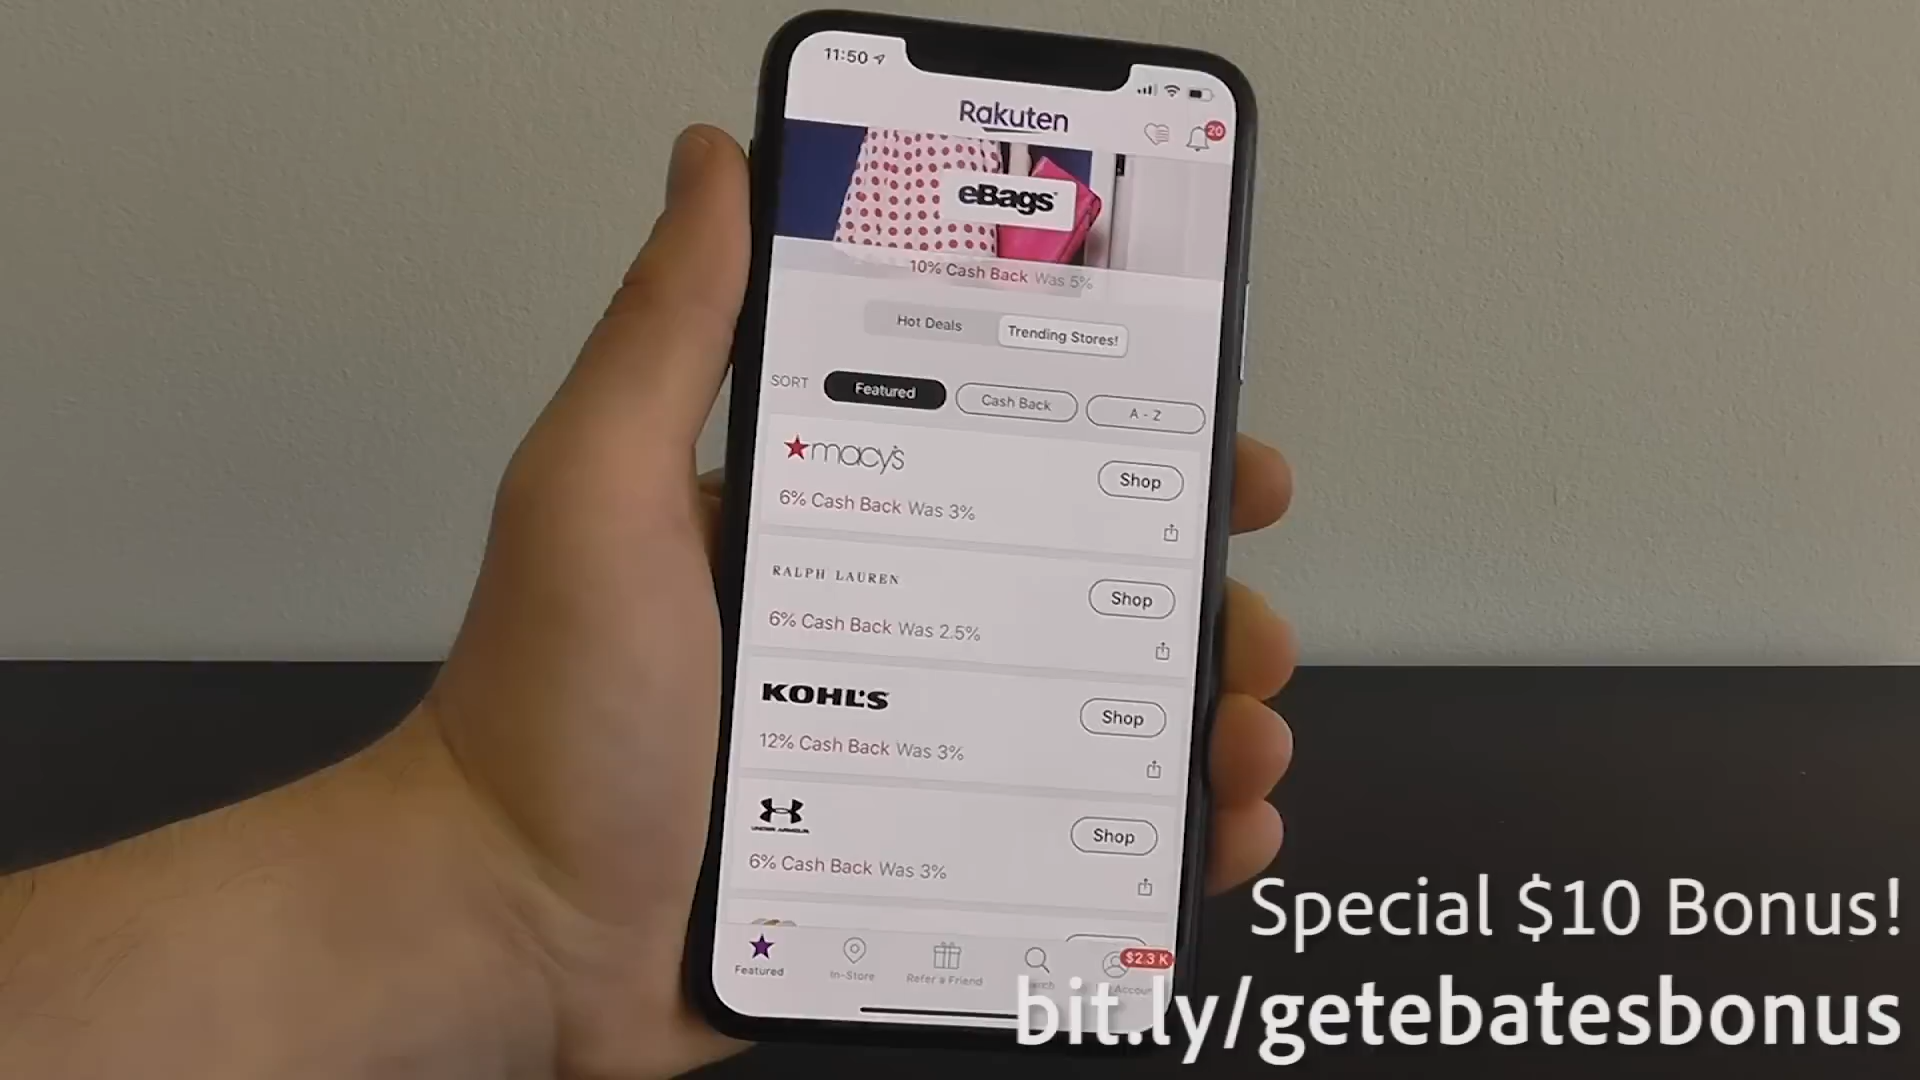 11:50
Rakuten
20
eBags
10% Cash Back Was 5%
Hot Deals
Trending Stores!
SORT
Featured
Cash Back
A - Z
macy's
Shop
6% Cash Back Was 3%
RALPH LAUREN
Shop
6% Cash Back Was 2.5%
KOHL'S
Shop
12% Cash Back Was 3%
UNDER ARMOUR
Shop
6% Cash Back Was 3%
$2.3 K
Featured
In-Store
Refer a Friend
Special $10 Bonus!
bit.ly/getebatesbonus